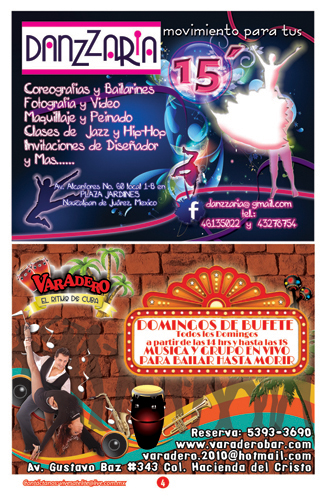 DANZZARIA
movimiento para tus
15´
Coreografias y Bailarines
Fotografia y Video
Maquillaje y Peinado
Clases de Jazz y Hip-Hop
Invitaciones de Diseñador
y Mas......
Av. Alcanfores No. 60 local 1-6 en
PLAZA JARDINES
Naucalpan de Juárez, Mexico
danzzaria@gmail.com
tel.:
46135022 y 43276754
VARADERO
EL RITMO DE CUBA
DOMINGOS DE BUFETE
Todos los Domingos
a partir de las 14 hrs y hasta las 18
MUSICA Y GRUPO EN VIVO
PARA BAILAR HASTA MORIR
Reserva: 5393-3690
www.varaderobar.com
varadero.2010@hotmail.com
Av. Gustavo Baz #343 Col. Hacienda del Cristo
4